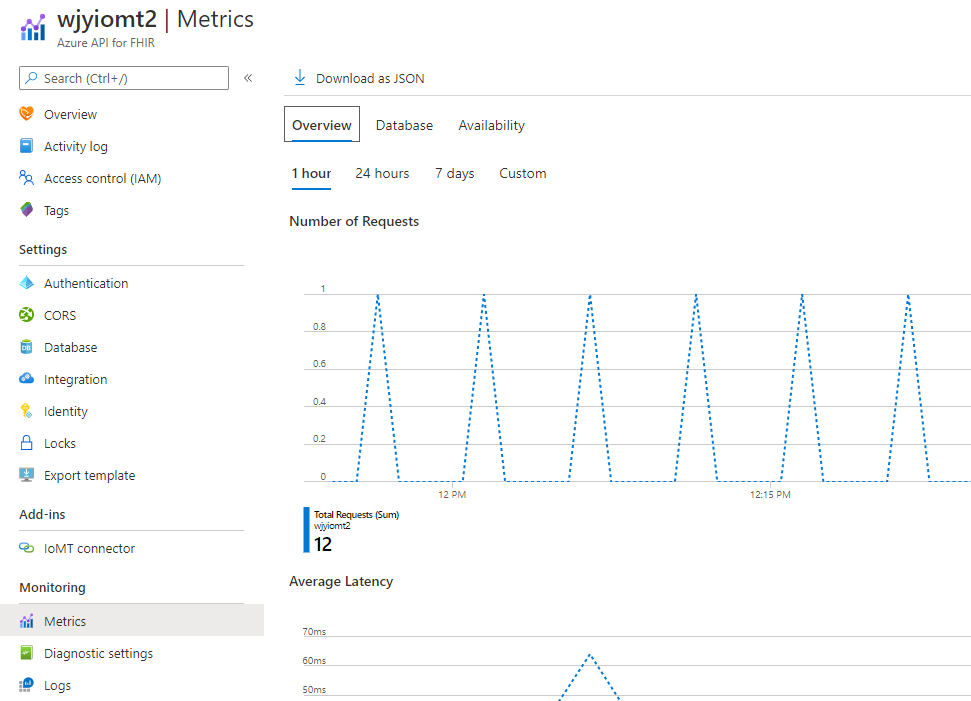 wjyiomt2 | Metrics
Azure API for FHIR
Search (Ctrl+/)
«
Overview
Activity log
Access control (IAM)
Tags
Settings
Authentication
CORS
Database
Integration
Identity
Locks
Export template
Add-ins
IoMT connector
Monitoring
Metrics
Diagnostic settings
Logs
Download as JSON
Overview Database Availability
1 hour 24 hours 7 days Custom
Number of Requests
1
0.8
0.6
0.4
0.2
0
12 PM 12:15 PM
Total Requests (Sum)
wjyiomt2
12
Average Latency
70ms
60ms
50ms